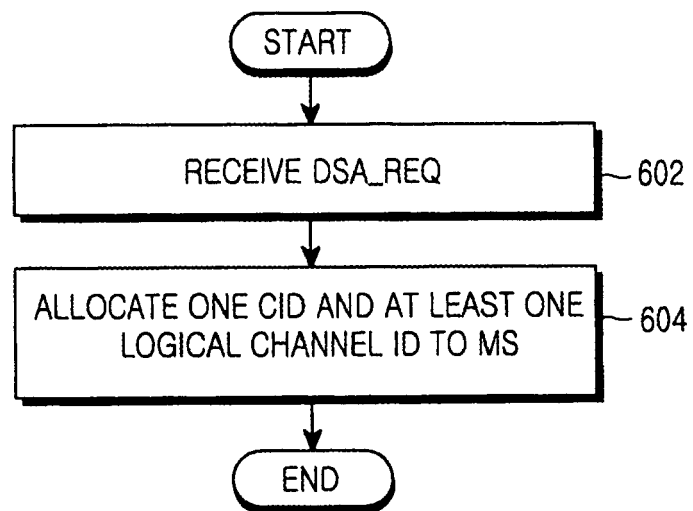 START
RECEIVE DSA_REQ
602
ALLOCATE ONE CID AND AT LEAST ONE
LOGICAL CHANNEL ID TO MS
604
END